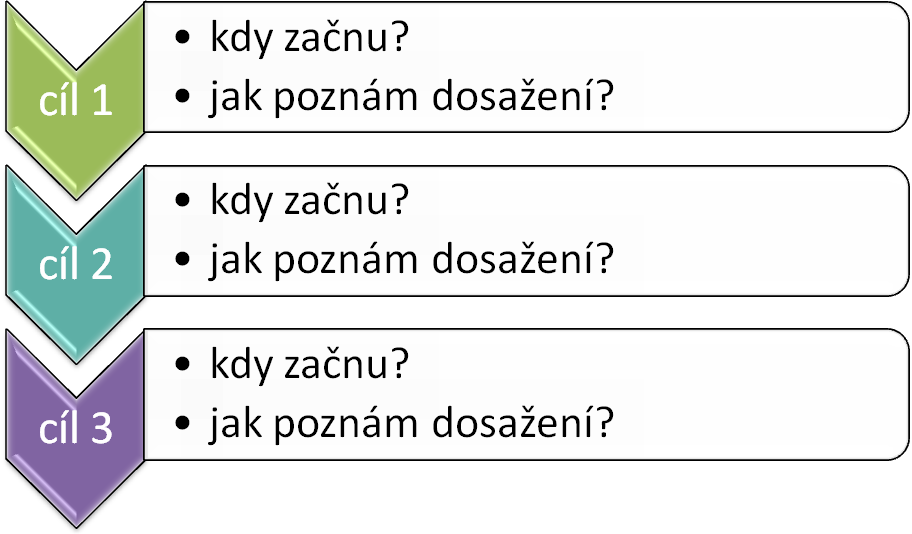 cíl 1
• kdy začnu?
• jak poznám dosažení?
cíl 2
• kdy začnu?
• jak poznám dosažení?
cíl 3
• kdy začnu?
• jak poznám dosažení?